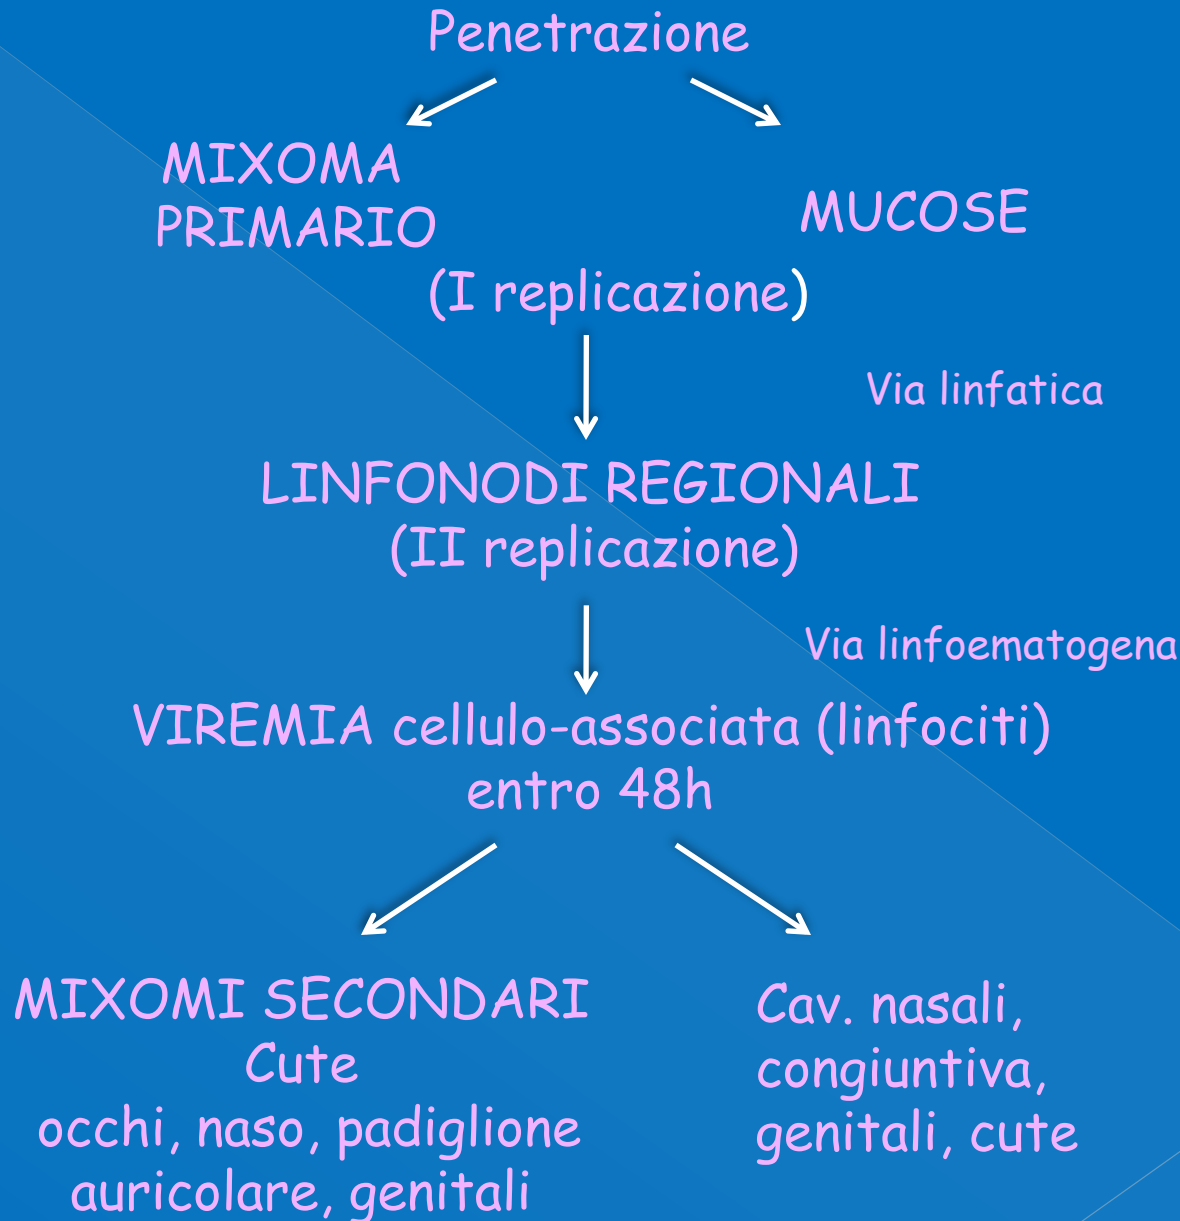 Penetrazione
MIXOMA
PRIMARIO
MUCOSE
(I replicazione)
Via linfatica
LINFONODI REGIONALI
(II replicazione)
Via linfoematogena
VIREMIA cellulo-associata (linfociti)
entro 48h
MIXOMI SECONDARI
Cute
occhi, naso, padiglione
auricolare, genitali
Cav. nasali,
congiuntiva,
genitali, cute